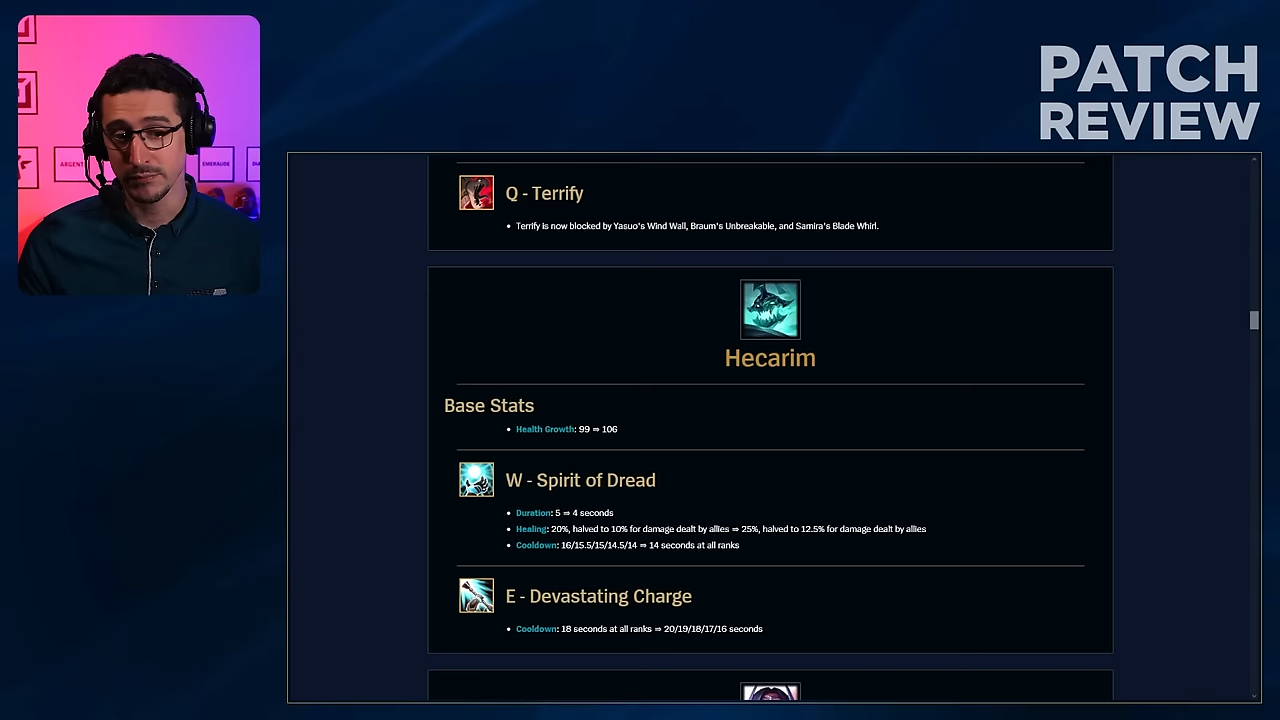 PATCH
REVIEW
ARGENT
EMERAUDE
DIA
Q - Terrify
• Terrify is now blocked by Yasuo's Wind Wall, Braum's Unbreakable, and Samira's Blade Whirl.
Hecarim
Base Stats
• Health Growth: 99 ⇒ 106
W - Spirit of Dread
• Duration: 5 ⇒ 4 seconds
• Healing: 20%, halved to 10% for damage dealt by allies ⇒ 25%, halved to 12.5% for damage dealt by allies
• Cooldown: 16/15.5/15/14.5/14 ⇒ 14 seconds at all ranks
E - Devastating Charge
• Cooldown: 18 seconds at all ranks ⇒ 20/19/18/17/16 seconds